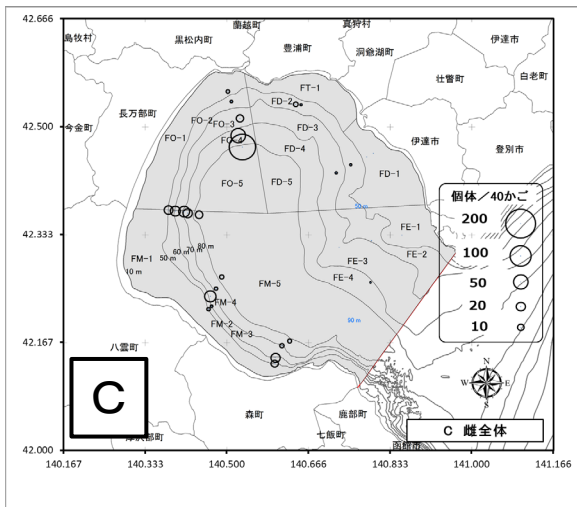 42.666
42.500
42.333
42.167
42.000
140.167
140.333
140.500
140.666
140.833
141.000
141.166
島牧村
黒松内町
蘭越町
真狩村
豊浦町
洞爺湖町
伊達市
壮瞥町
白老町
今金町
長万部町
伊達市
登別市
FT-1
FO-2
FD-2
FO-1
FO-3
FD-3
FO-4
FD-4
FO-5
FD-5
FD-1
50 m
FE-1
FE-2
FE-3
FE-4
FM-1
10 m
50 m
60 m
70 m
80 m
FM-5
FM-4
FM-2
FM-3
90 m
八雲町
森町
鹿部町
七飯町
函館市
個体／40かご
200
100
50
20
10
N
W
E
S
C
C 雌全体